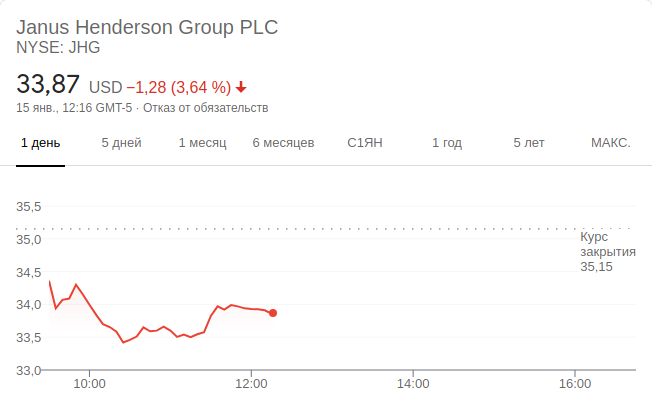 Janus Henderson Group PLC
NYSE: JHG
33,87 USD −1,28 (3,64 %)
15 янв., 12:16 GMT-5 · Отказ от обязательств
1 день 5 дней 1 месяц 6 месяцев С1ЯН 1 год 5 лет МАКС.
35,5
35,0
34,5
34,0
33,5
33,0
Курс
закрытия
35,15
10:00 12:00 14:00 16:00